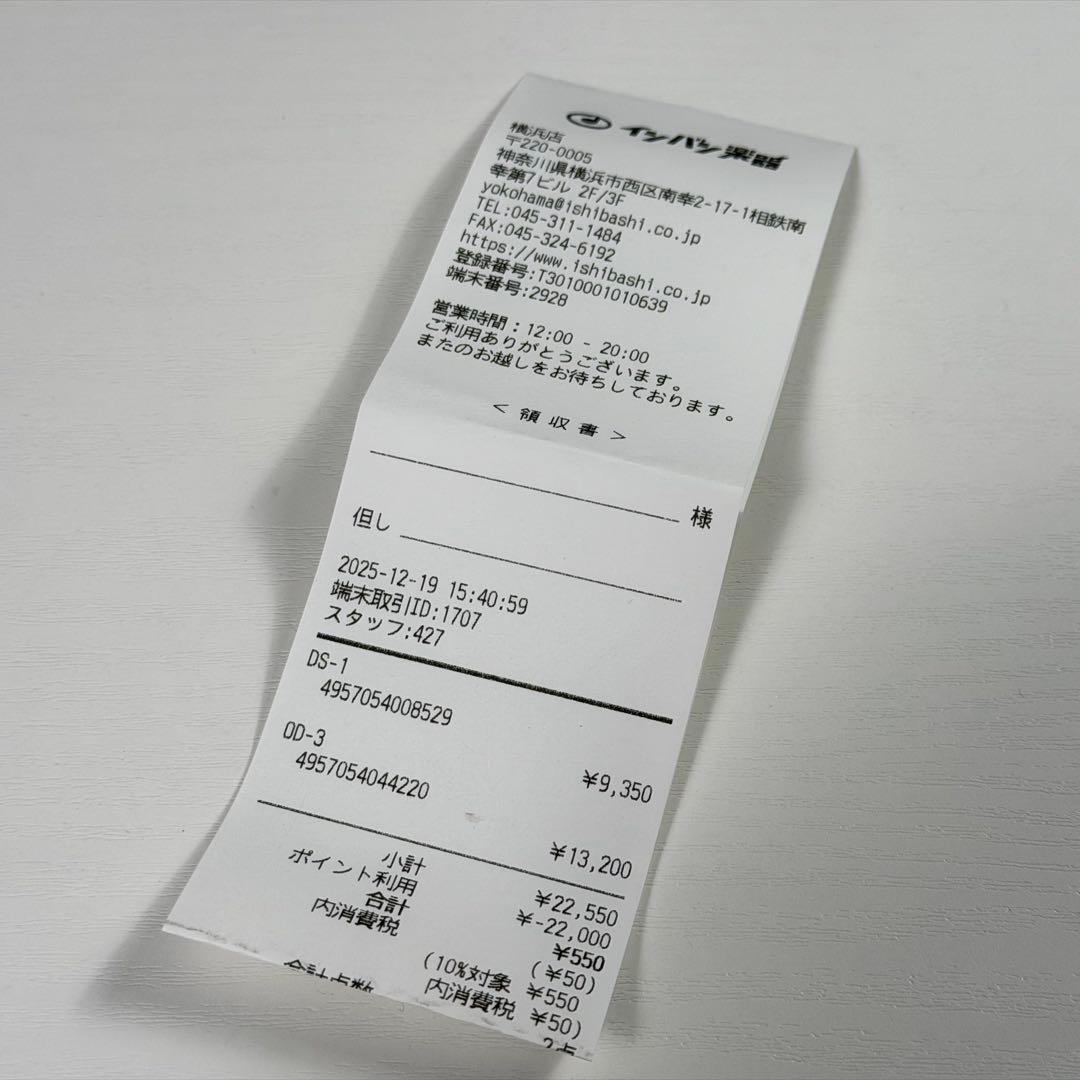 イシバシ楽器
横浜店
〒220-0005
神奈川県横浜市西区南幸2-17-1相鉄南
幸第7ビル 2F/3F
yokohama@ishibashi.co.jp
TEL:045-311-1484
FAX:045-324-6192
https://www.ishibashi.co.jp
登録番号:T3010001010639
端末番号:2928
営業時間：12:00 - 20:00
ご利用ありがとうございます。
またのお越しをお待ちしております。
＜ 領 収 書 ＞
様
但し
2025-12-19 15:40:59
端末取引ID:1707
スタッフ:427
DS-1
4957054008529
¥9,350
OD-3
4957054044220
¥13,200
小計 ¥22,550
ポイント利用 ¥-22,000
合計 ¥550
内消費税 (¥50)
(10%対象 ¥550
内消費税 ¥50)
合計点数 2点